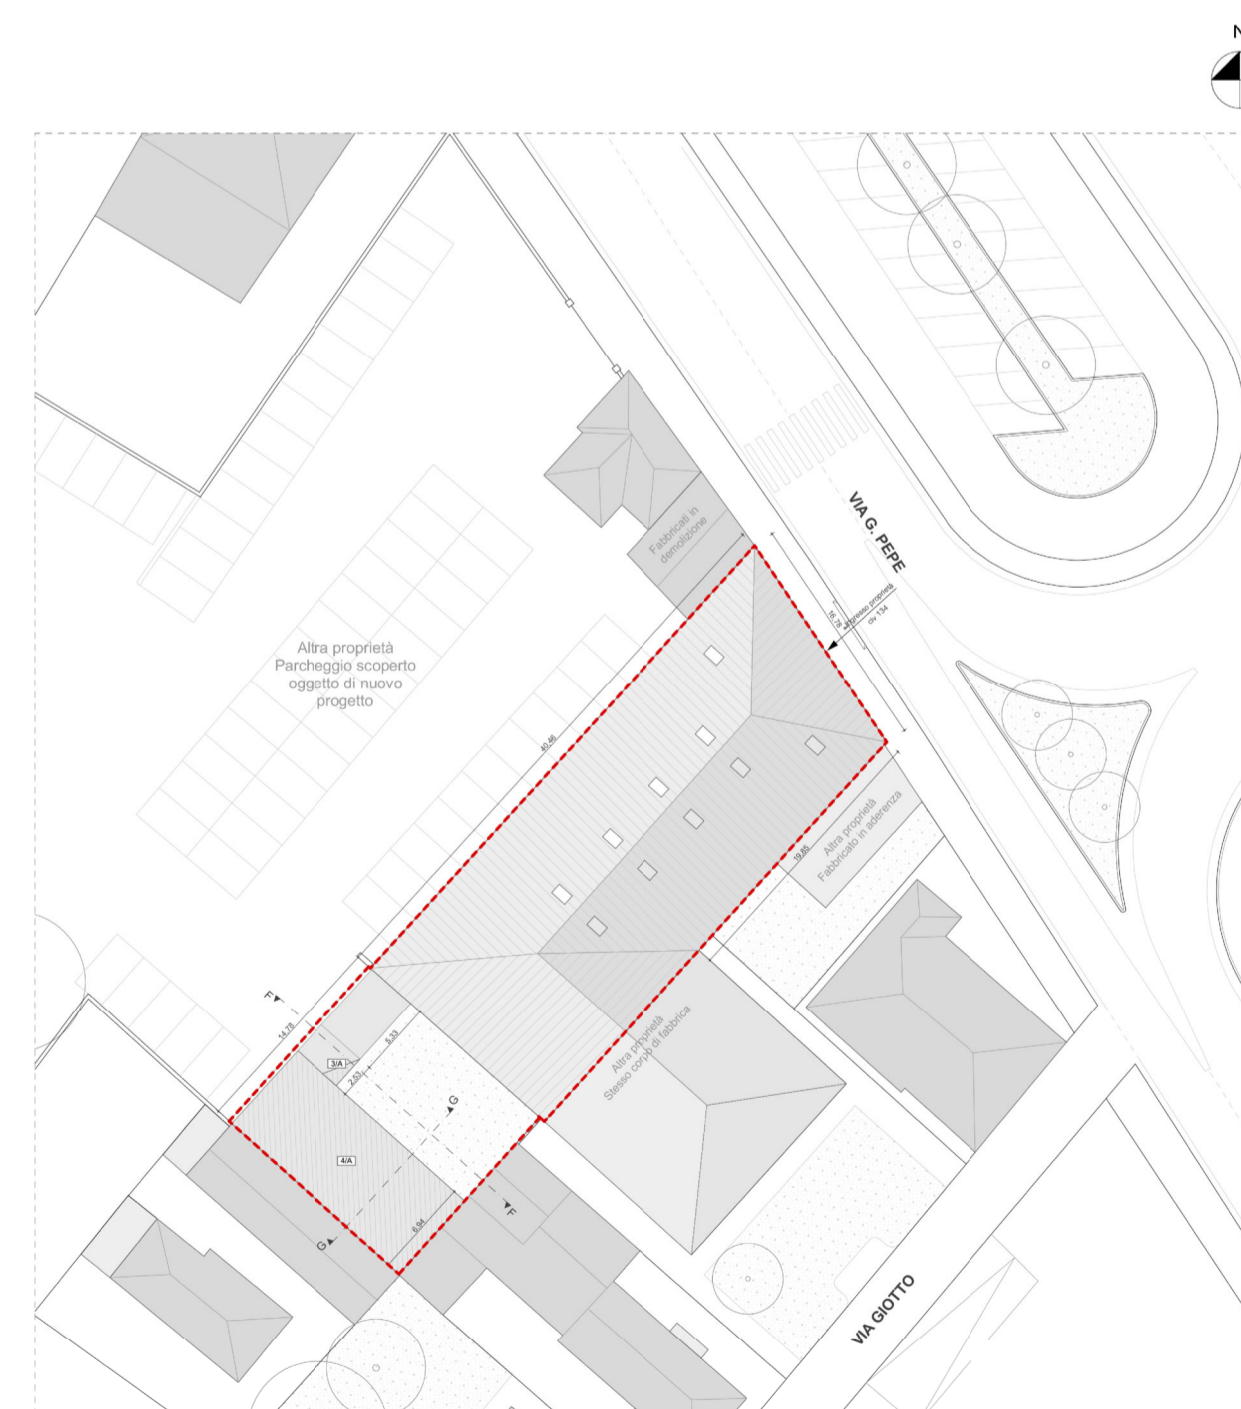 N
VIA G. PEPE
Fabbricati in
demolizione
Ingresso proprietà
civ 134
16,78
Altra proprietà
Parcheggio scoperto
oggetto di nuovo
progetto
40,46
Altra proprietà
Fabbricato in aderenza
19,85
F
14,78
5,33
3/A
2,53
Altra proprietà
Stesso corpo di fabbrica
G
4/A
F
6,94
G
VIA GIOTTO